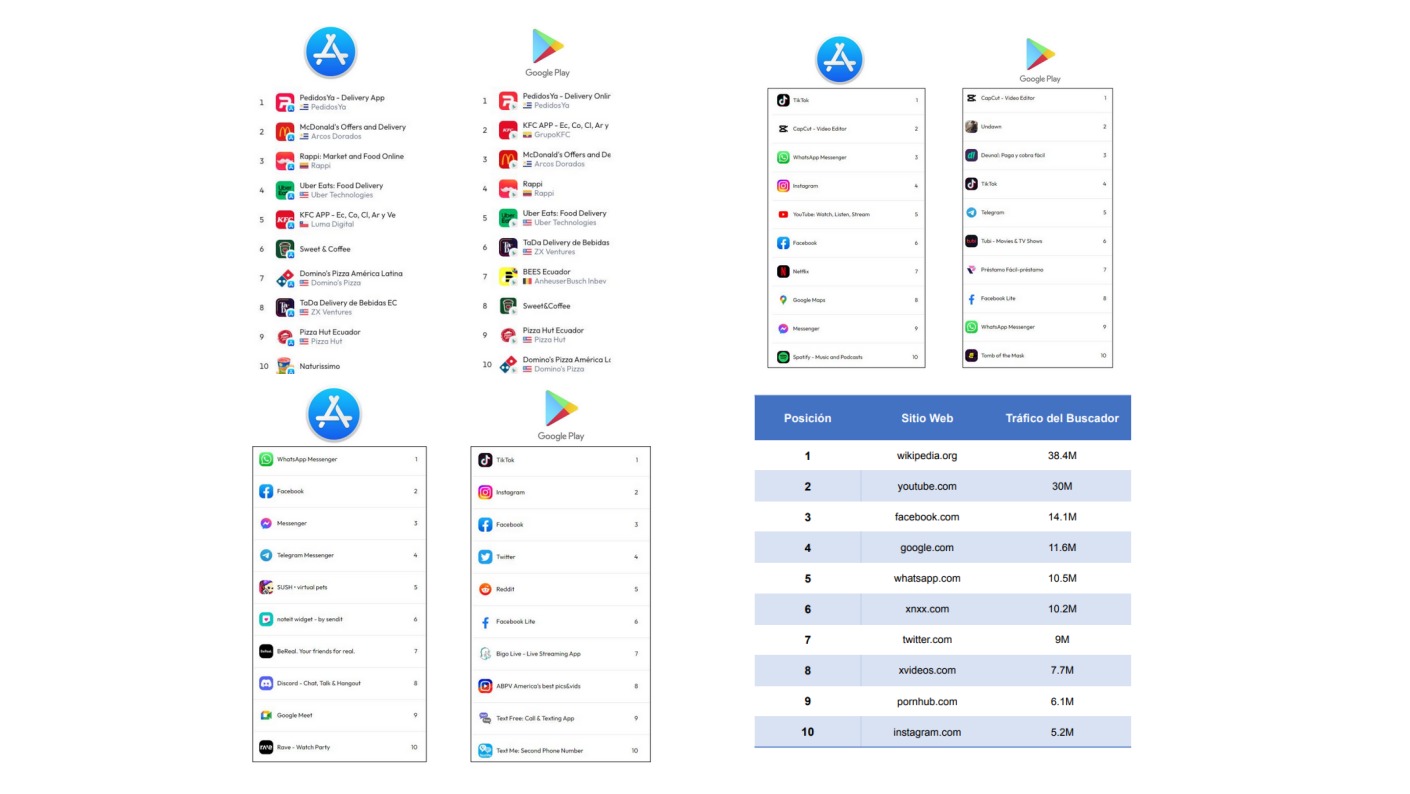 Google Play
1 PedidosYa - Delivery App
PedidosYa
2 McDonald's Offers and Delivery
Arcos Dorados
3 Rappi: Market and Food Online
Rappi
4 Uber Eats: Food Delivery
Uber Technologies
5 KFC APP - Ec, Co, Cl, Ar y Ve
Luma Digital
6 Sweet & Coffee
7 Domino's Pizza América Latina
Domino's Pizza
8 TaDa Delivery de Bebidas EC
ZX Ventures
9 Pizza Hut Ecuador
Pizza Hut
10 Naturissimo
1 PedidosYa - Delivery Onlir
PedidosYa
2 KFC APP - Ec, Co, Cl, Ar y
GrupoKFC
3 McDonald's Offers and De
Arcos Dorados
4 Rappi
Rappi
5 Uber Eats: Food Delivery
Uber Technologies
6 TaDa Delivery de Bebidas
ZX Ventures
7 BEES Ecuador
AnheuserBusch Inbev
8 Sweet&Coffee
9 Pizza Hut Ecuador
Pizza Hut
10 Domino's Pizza América Lc
Domino's Pizza
Google Play
TikTok 1
CapCut - Video Editor 2
WhatsApp Messenger 3
Instagram 4
YouTube: Watch, Listen, Stream 5
Facebook 6
Netflix 7
Google Maps 8
Messenger 9
Spotify - Music and Podcasts 10
CapCut - Video Editor 1
Undawn 2
Deuna!: Paga y cobra fácil 3
TikTok 4
Telegram 5
Tubi - Movies & TV Shows 6
Préstamo Fácil-préstamo 7
Facebook Lite 8
WhatsApp Messenger 9
Tomb of the Mask 10
Google Play
WhatsApp Messenger 1
Facebook 2
Messenger 3
Telegram Messenger 4
SUSH • virtual pets 5
noteit widget - by sendit 6
BeReal. Your friends for real. 7
Discord - Chat, Talk & Hangout 8
Google Meet 9
Rave - Watch Party 10
TikTok 1
Instagram 2
Facebook 3
Twitter 4
Reddit 5
Facebook Lite 6
Bigo Live - Live Streaming App 7
ABPV America's best pics&vids 8
Text Free: Call & Texting App 9
Text Me: Second Phone Number 10
Posición Sitio Web Tráfico del Buscador
1 wikipedia.org 38.4M
2 youtube.com 30M
3 facebook.com 14.1M
4 google.com 11.6M
5 whatsapp.com 10.5M
6 xnxx.com 10.2M
7 twitter.com 9M
8 xvideos.com 7.7M
9 pornhub.com 6.1M
10 instagram.com 5.2M